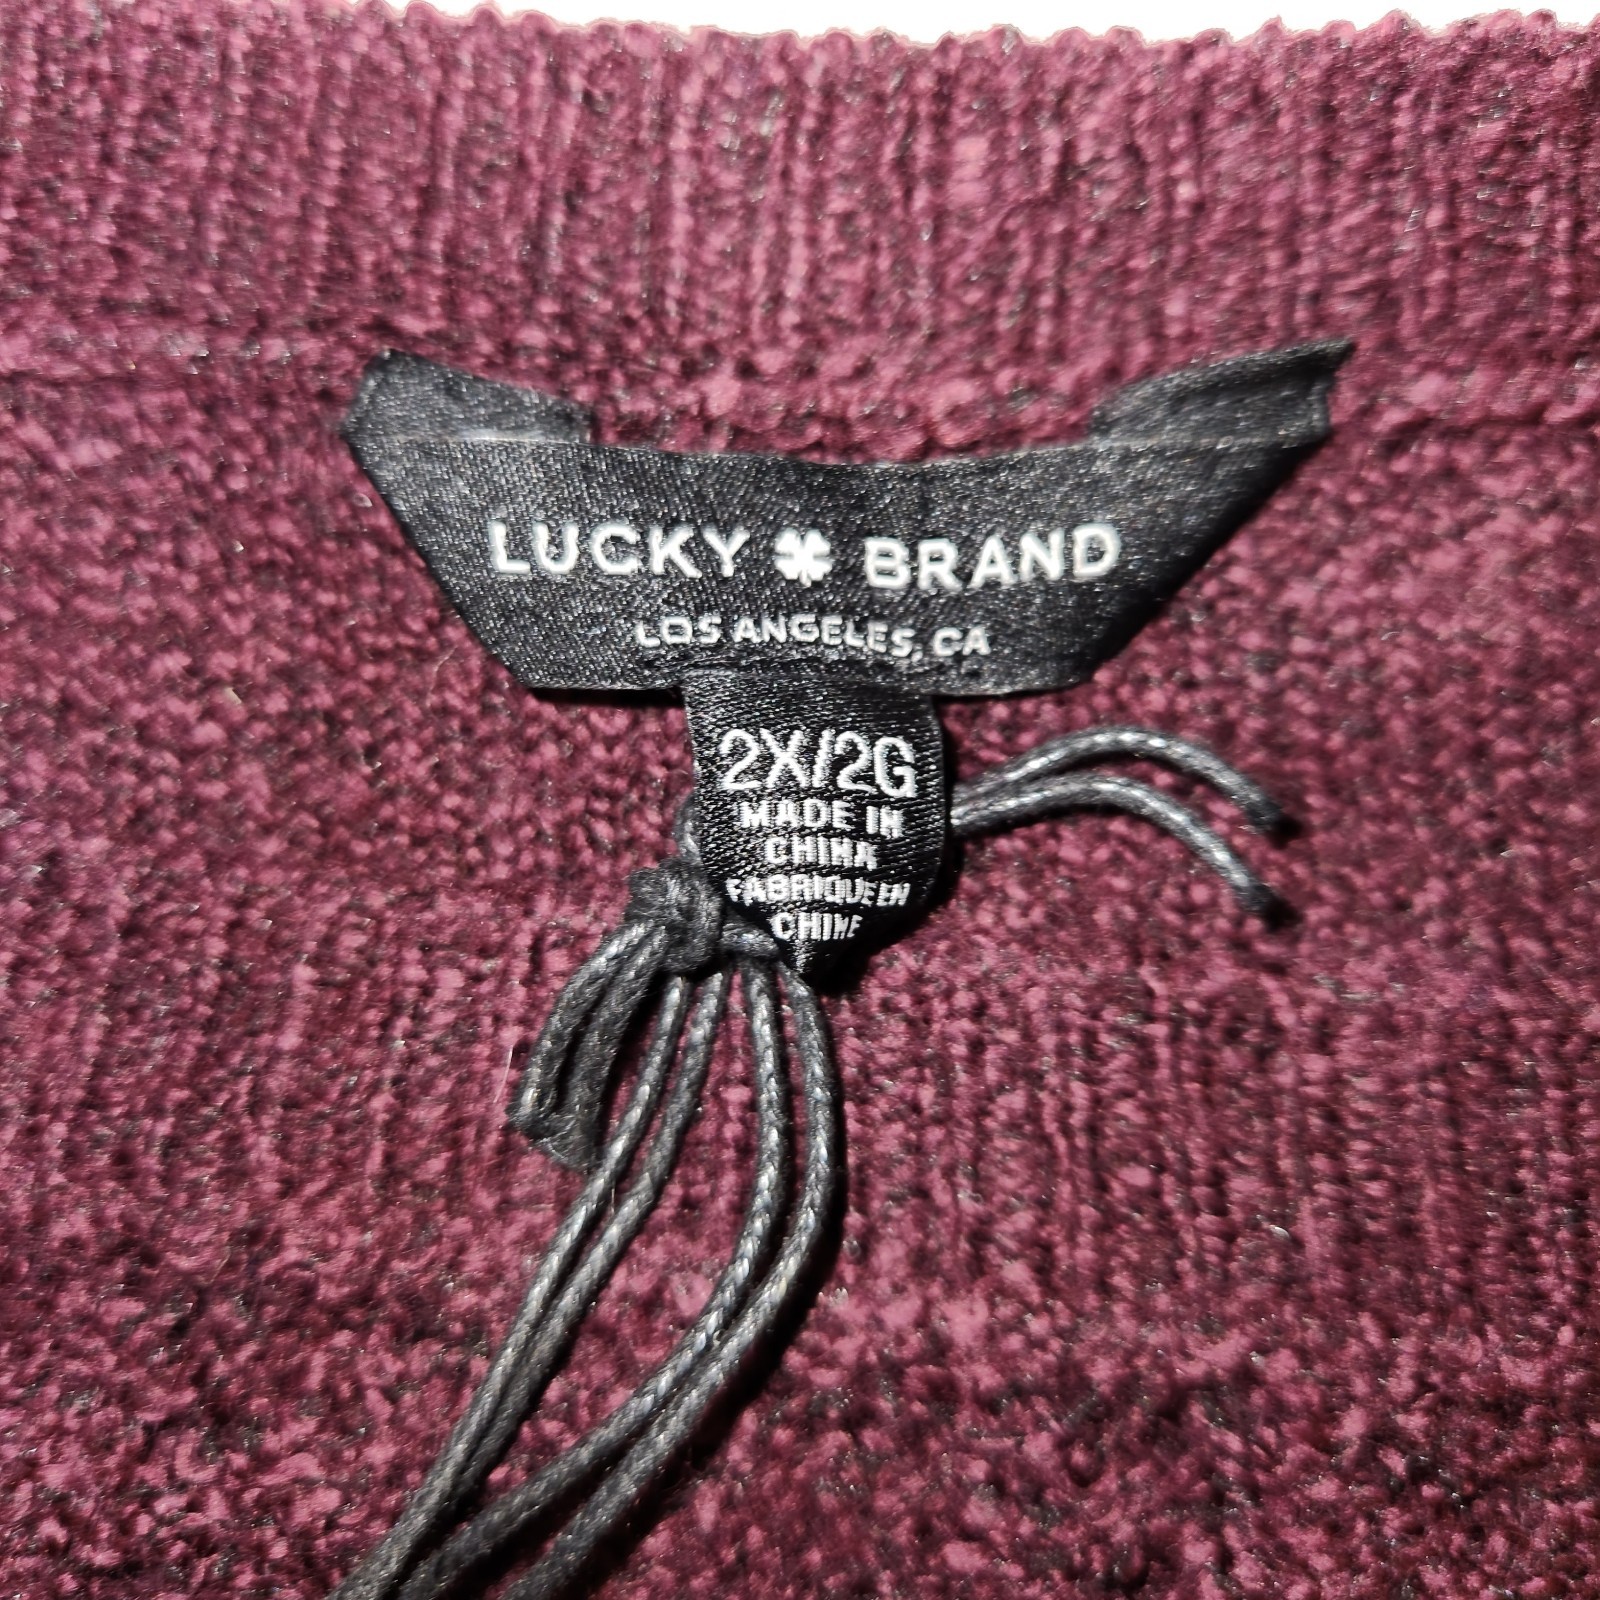 LUCKY BRAND
LOS ANGELES, CA
2X/2G
MADE IN
CHINA
FABRIQUE EN
CHINE